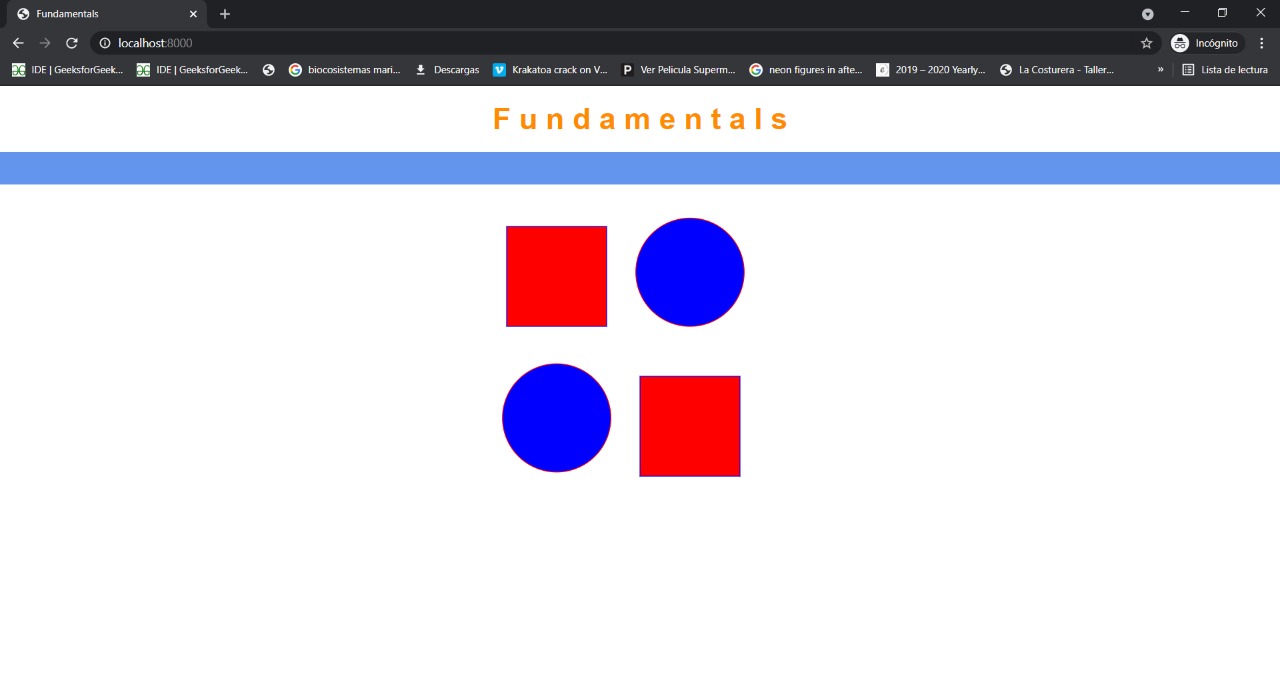 Fundamentals
localhost:8000
Incógnito
IDE | GeeksforGeek...
IDE | GeeksforGeek...
biocosistemas mari...
Descargas
Krakatoa crack on V...
Ver Pelicula Superm...
neon figures in afte...
2019 – 2020 Yearly...
La Costurera - Taller...
»
Lista de lectura
Fundamentals